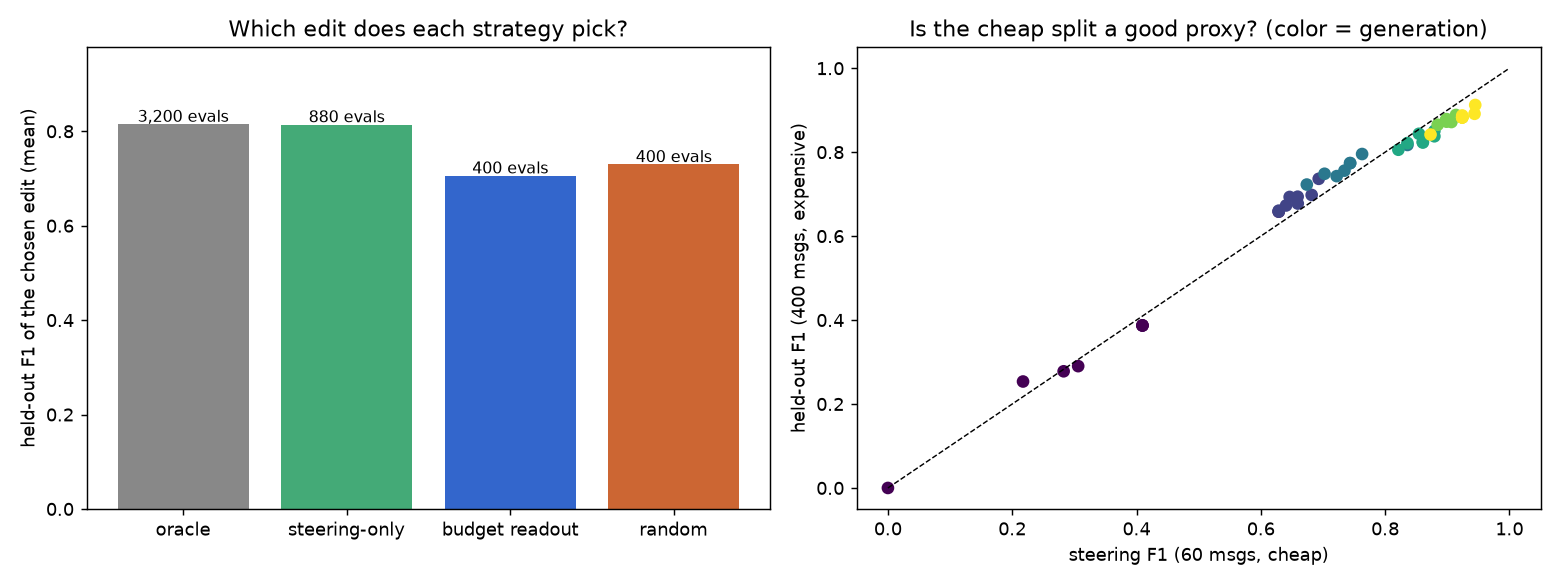 Which edit does each strategy pick?
held-out F1 of the chosen edit (mean)
0.8
0.6
0.4
0.2
0.0
3,200 evals
880 evals
400 evals
400 evals
oracle
steering-only
budget readout
random
Is the cheap split a good proxy? (color = generation)
held-out F1 (400 msgs, expensive)
1.0
0.8
0.6
0.4
0.2
0.0
0.0
0.2
0.4
0.6
0.8
1.0
steering F1 (60 msgs, cheap)